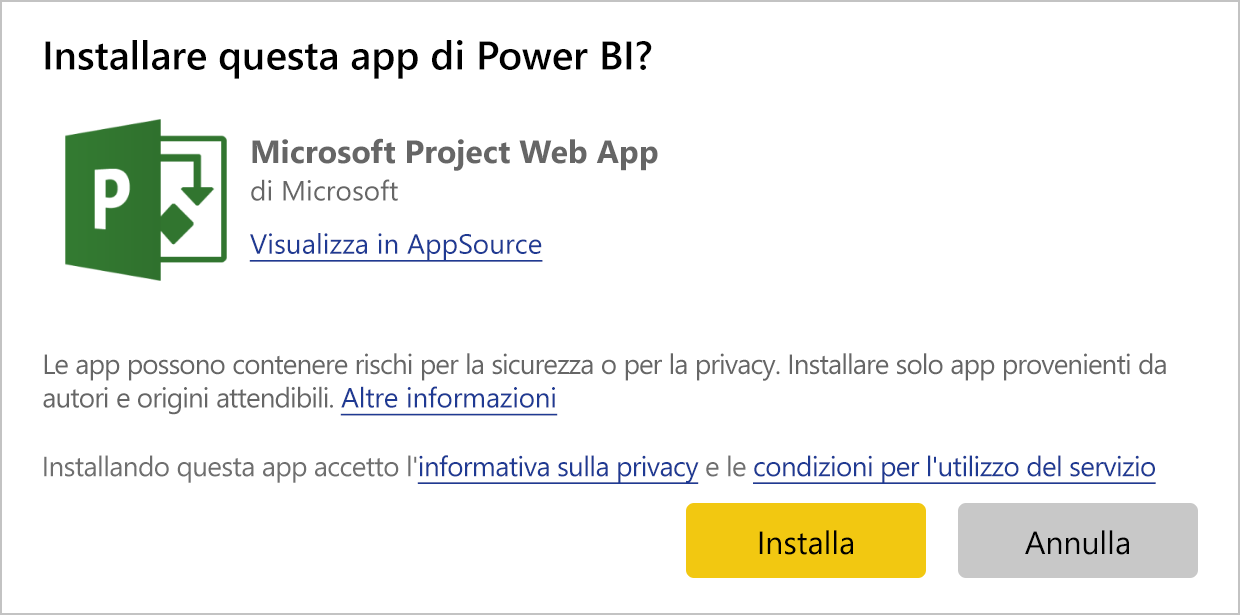 Installare questa app di Power BI?
P
Microsoft Project Web App
di Microsoft
Visualizza in AppSource
Le app possono contenere rischi per la sicurezza o per la privacy. Installare solo app provenienti da
autori e origini attendibili. Altre informazioni
Installando questa app accetto l'informativa sulla privacy e le condizioni per l'utilizzo del servizio
Installa
Annulla